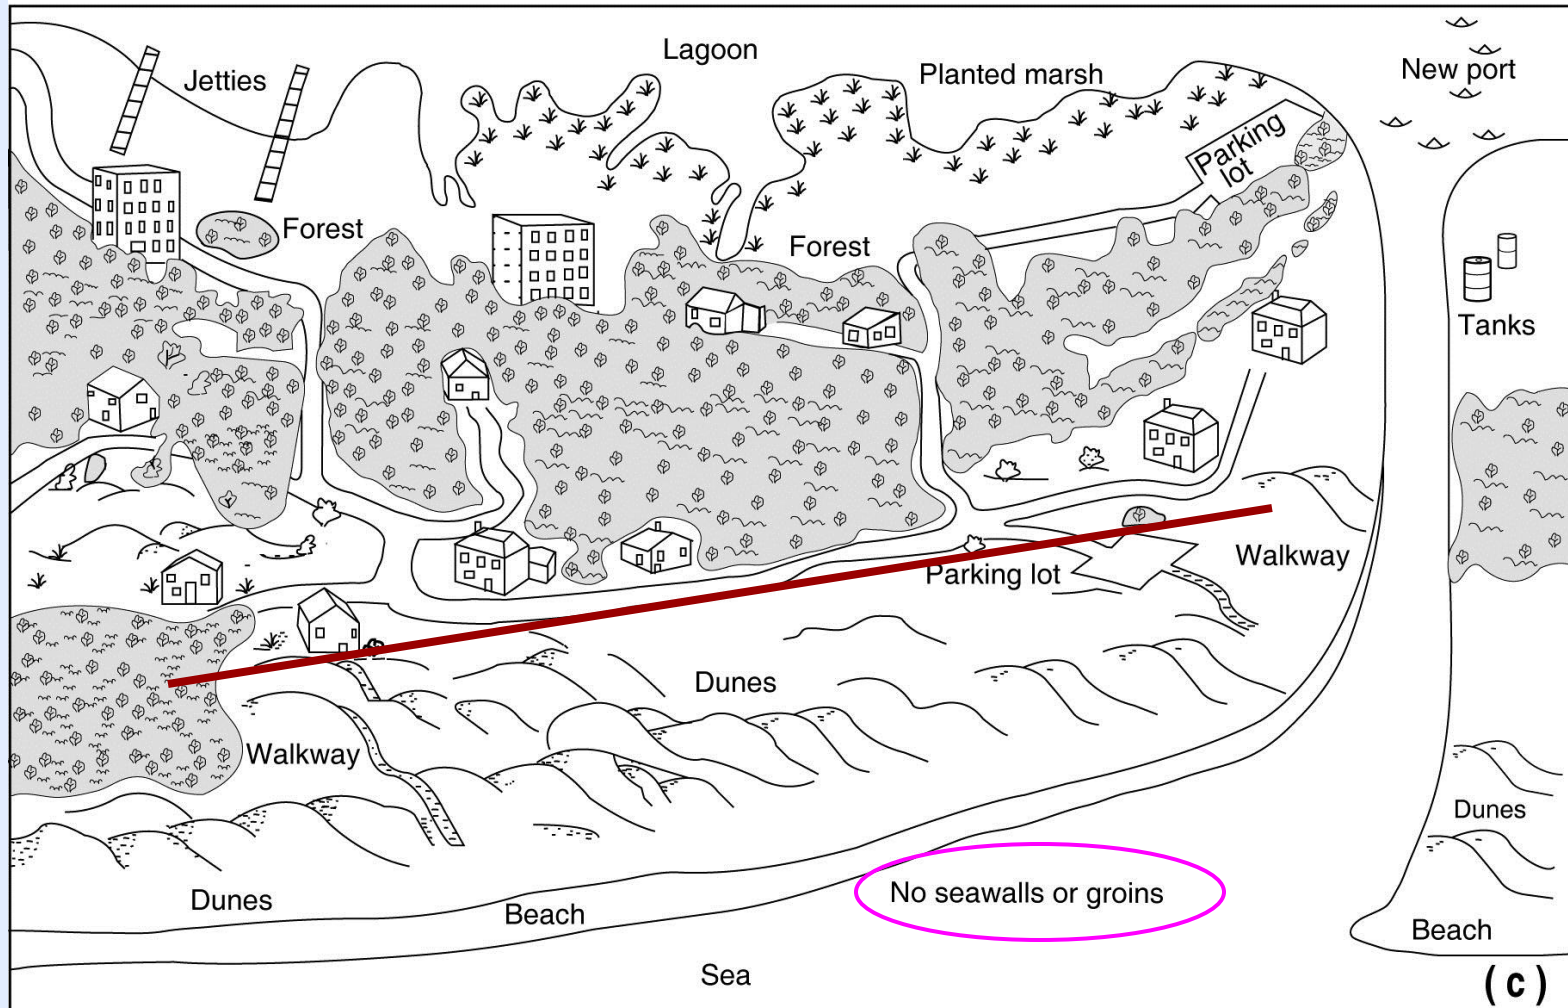 Lagoon
Jetties
Planted marsh
New port
Parking
lot
Forest
Forest
Tanks
Walkway
Parking lot
Dunes
Walkway
Dunes
No seawalls or groins
Dunes
Beach
Beach
Sea
( c )